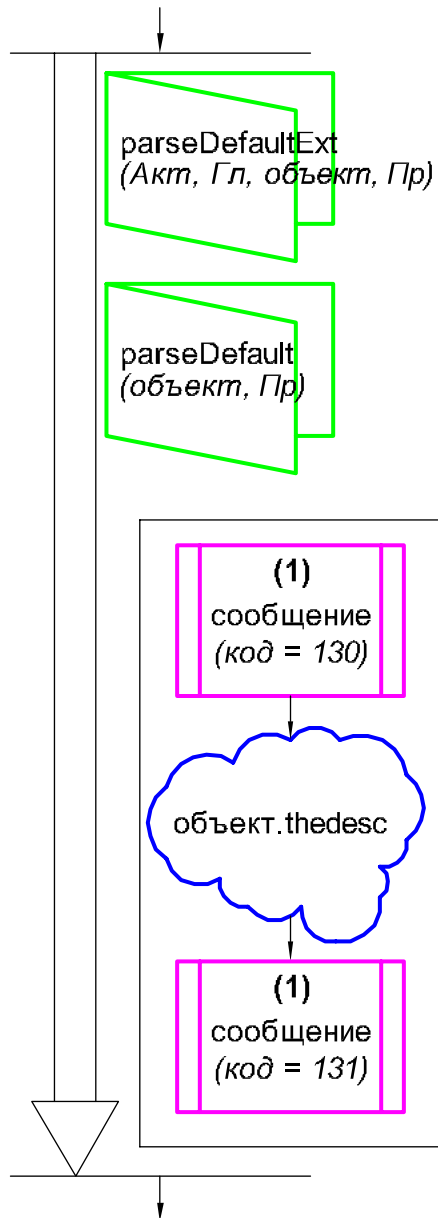 parseDefaultExt
(Акт, Гл, объект, Пр)
parseDefault
(объект, Пр)
(1)
сообщение
(код = 130)
объект.thedesc
(1)
сообщение
(код = 131)